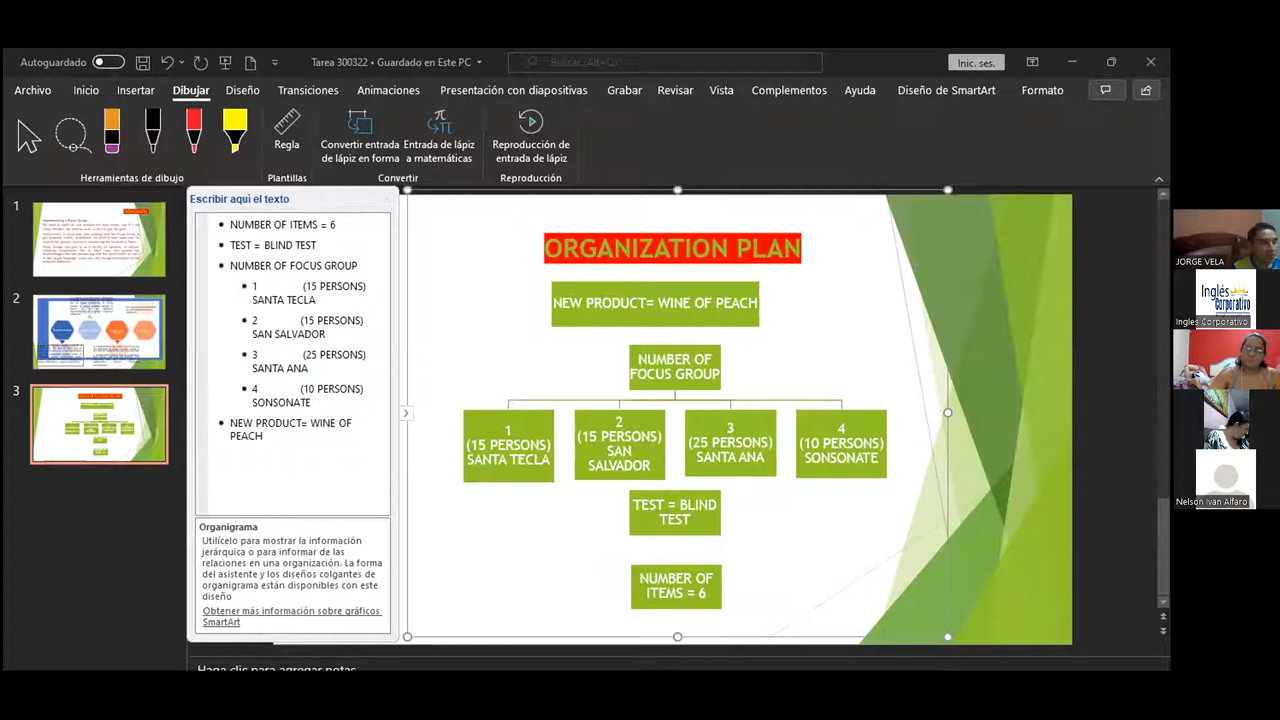 Autoguardado
Tarea 300322 • Guardado en Este PC
Buscar (Alt+Q)
Inic. ses.
Archivo
Inicio
Insertar
Dibujar
Diseño
Transiciones
Animaciones
Presentación con diapositivas
Grabar
Revisar
Vista
Complementos
Ayuda
Diseño de SmartArt
Formato
Regla
Convertir entrada
de lápiz en forma
Entrada de lápiz
a matemáticas
Reproducción de
entrada de lápiz
Herramientas de dibujo
Plantillas
Convertir
Reproducción
1
2
3
Escribir aquí el texto
• NUMBER OF ITEMS = 6
• TEST = BLIND TEST
• NUMBER OF FOCUS GROUP
• 1 (15 PERSONS)
SANTA TECLA
• 2 (15 PERSONS)
SAN SALVADOR
• 3 (25 PERSONS)
SANTA ANA
• 4 (10 PERSONS)
SONSONATE
• NEW PRODUCT= WINE OF
PEACH
Organigrama
Utilícelo para mostrar la información
jerárquica o para informar de las
relaciones en una organización. La forma
del asistente y los diseños colgantes de
organigrama están disponibles con este
diseño
Obtener más información sobre gráficos
SmartArt
ORGANIZATION PLAN
NEW PRODUCT= WINE OF PEACH
NUMBER OF
FOCUS GROUP
1
(15 PERSONS)
SANTA TECLA
2
(15 PERSONS)
SAN
SALVADOR
3
(25 PERSONS)
SANTA ANA
4
(10 PERSONS)
SONSONATE
TEST = BLIND
TEST
NUMBER OF
ITEMS = 6
Haga clic para agregar notas
JORGE VELA
Inglés
Corporativo
Ingles Corporativo
Nelson Ivan Alfaro